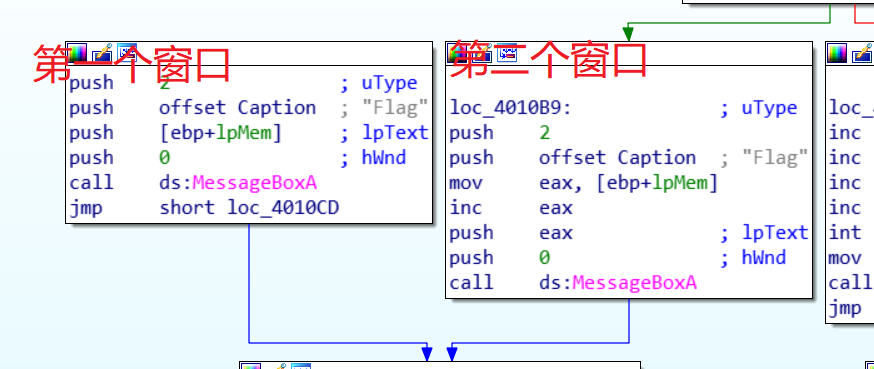 第一个窗口
push 2 ; uType
push offset Caption ; "Flag"
push [ebp+lpMem] ; lpText
push 0 ; hWnd
call ds:MessageBoxA
jmp short loc_4010CD
第二个窗口
loc_4010B9: ; uType
push 2
push offset Caption ; "Flag"
mov eax, [ebp+lpMem]
inc eax
push eax ; lpText
push 0 ; hWnd
call ds:MessageBoxA
loc_
inc
inc
inc
inc
int
mov
call
jmp